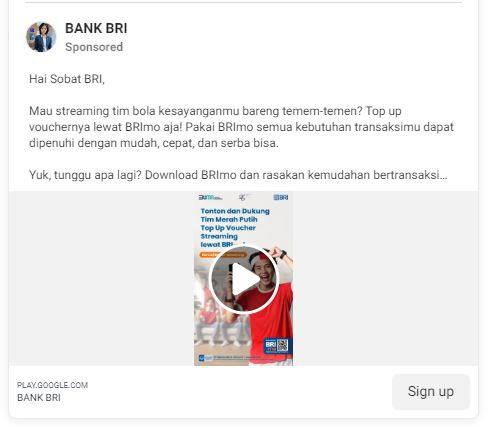 BANK BRI
Sponsored
Hai Sobat BRI,
Mau streaming tim bola kesayanganmu bareng temem-temen? Top up
vouchernya lewat BRImo aja! Pakai BRImo semua kebutuhan transaksimu dapat
dipenuhi dengan mudah, cepat, dan serba bisa.
Yuk, tunggu apa lagi? Download BRImo dan rasakan kemudahan bertransaksi...
BRI
Tonton dan Dukung
Tim Merah Putih
Top Up Voucher
Streaming
lewat
BRI
PLAY.GOOGLE.COM
BANK BRI
Sign up